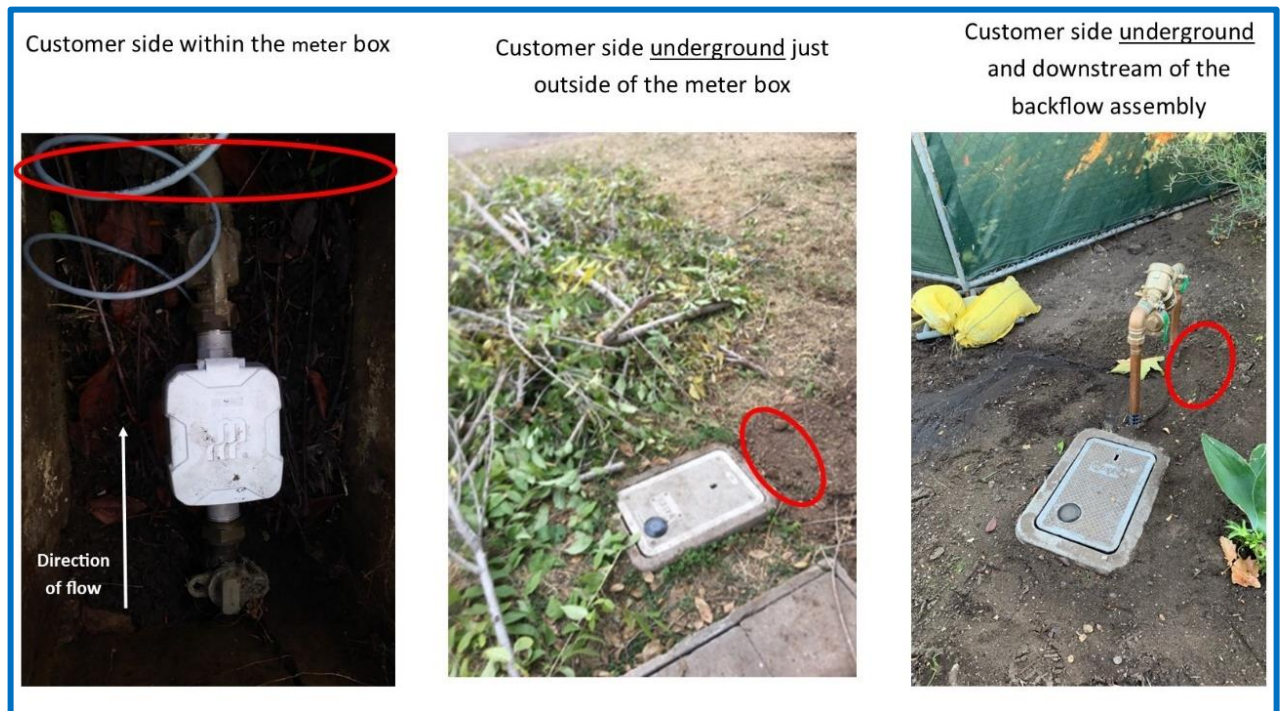 Customer side within the meter box
Customer side underground just
outside of the meter box
Customer side underground
and downstream of the
backflow assembly
Direction
of flow